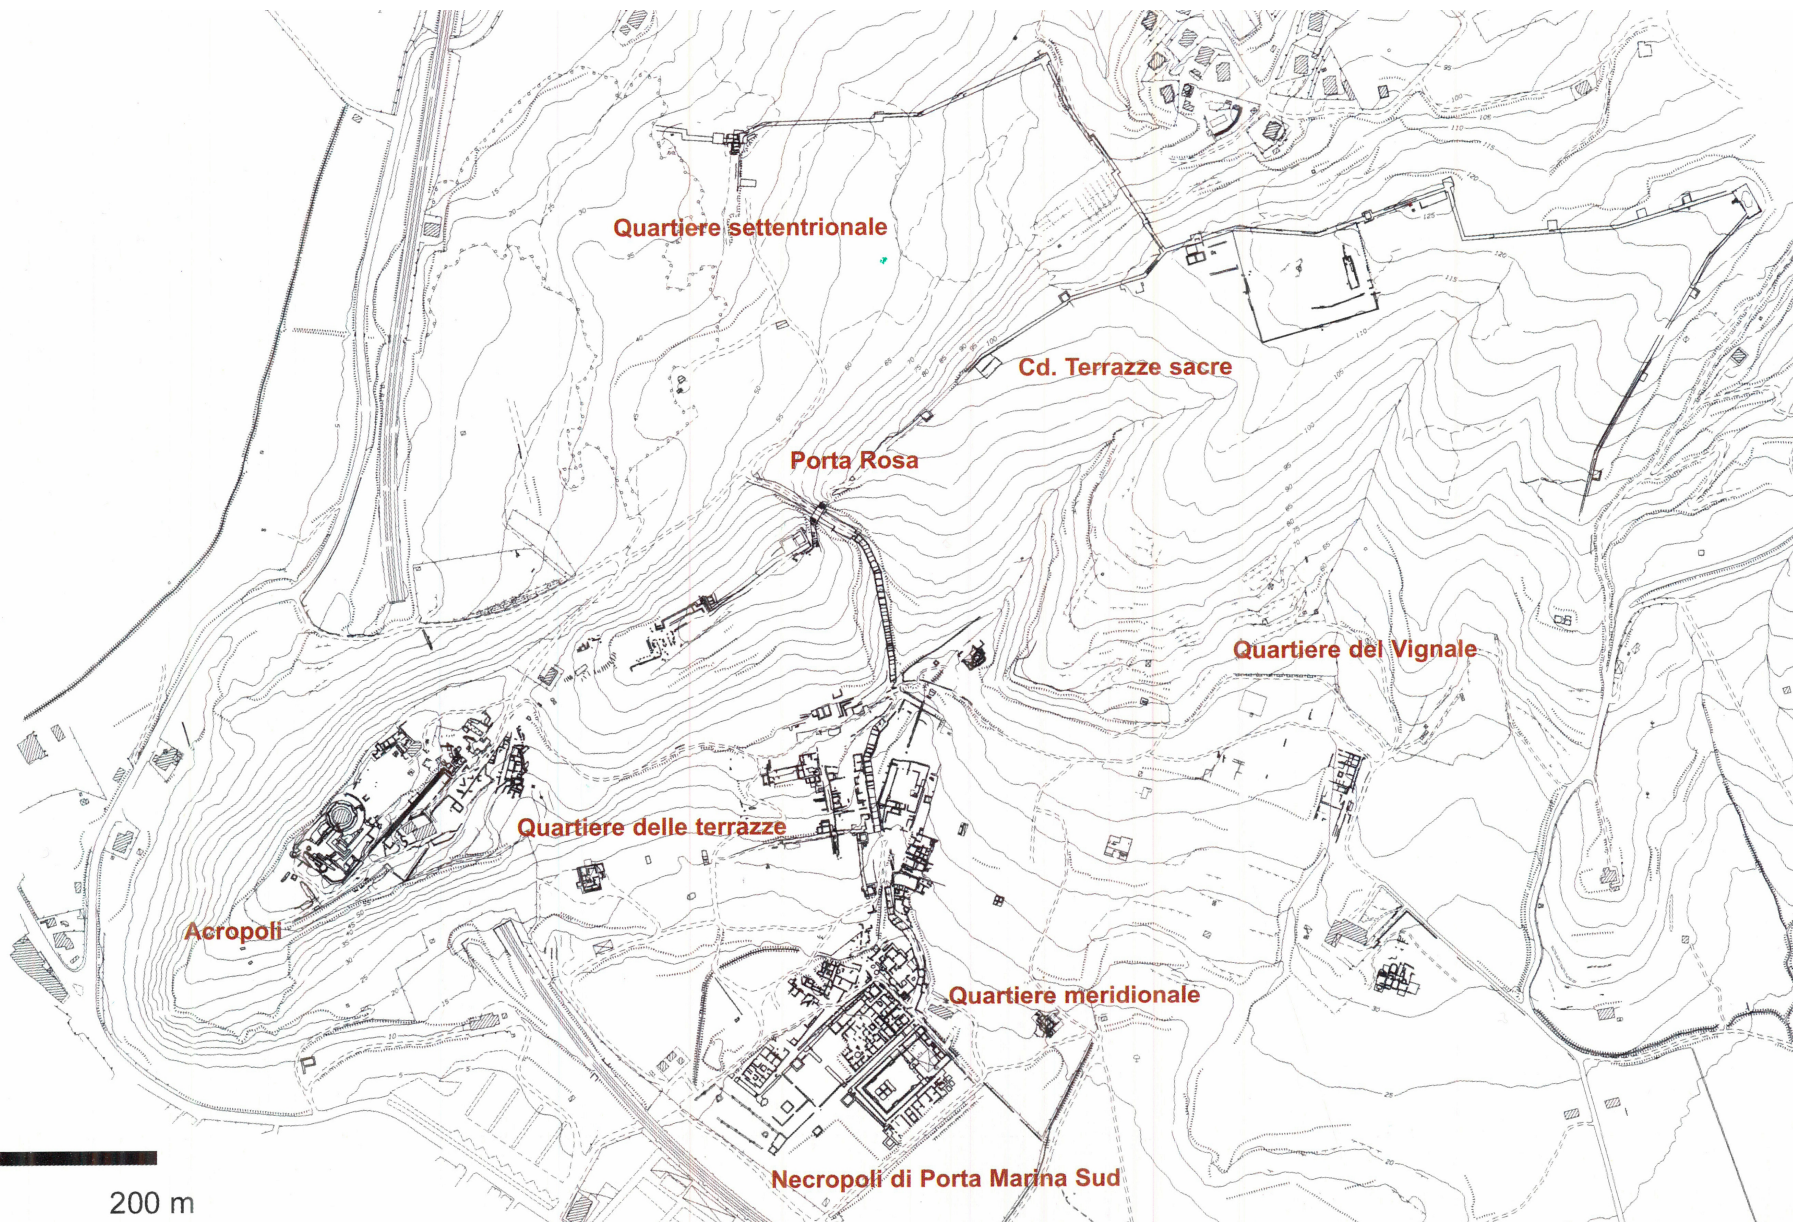 Quartiere settentrionale
Cd. Terrazze sacre
Porta Rosa
Quartiere del Vignale
Quartiere delle terrazze
Acropoli
Quartiere meridionale
Necropoli di Porta Marina Sud
200 m